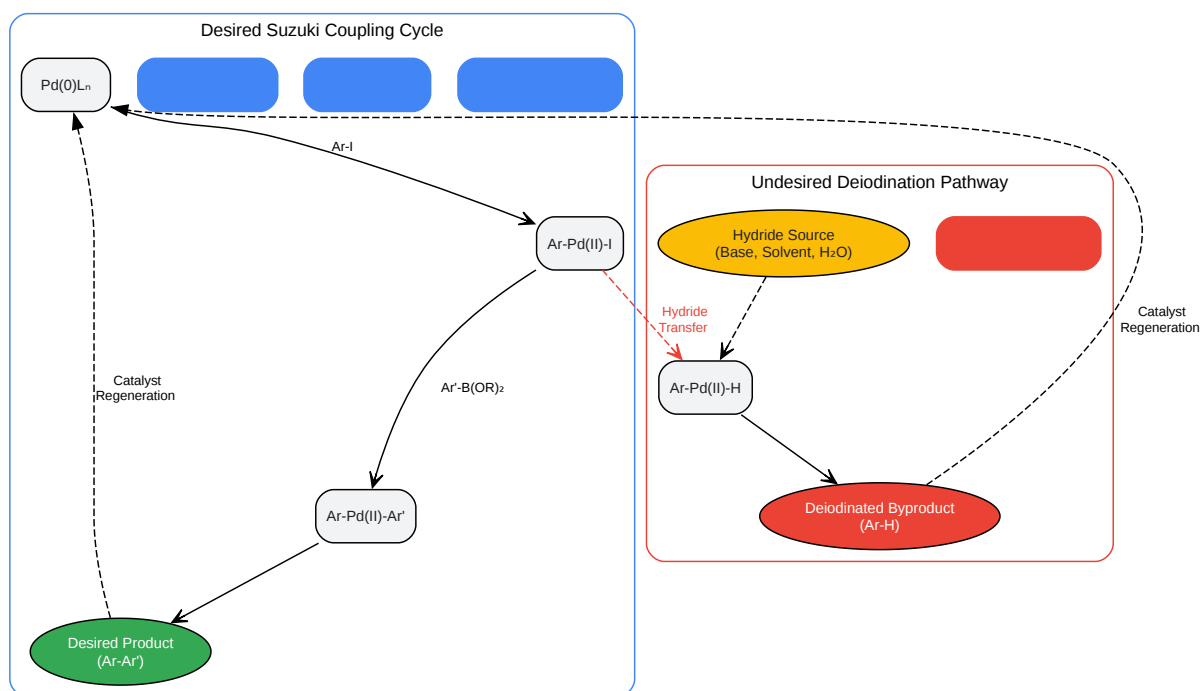 Desired Suzuki Coupling Cycle
Pd(0)Lₙ
Ar-I
Ar-Pd(II)-I
Ar'-B(OR)₂
Catalyst
Regeneration
Ar-Pd(II)-Ar'
Desired Product
(Ar-Ar')
Undesired Deiodination Pathway
Hydride Source
(Base, Solvent, H₂O)
Hydride
Transfer
Catalyst
Regeneration
Ar-Pd(II)-H
Deiodinated Byproduct
(Ar-H)